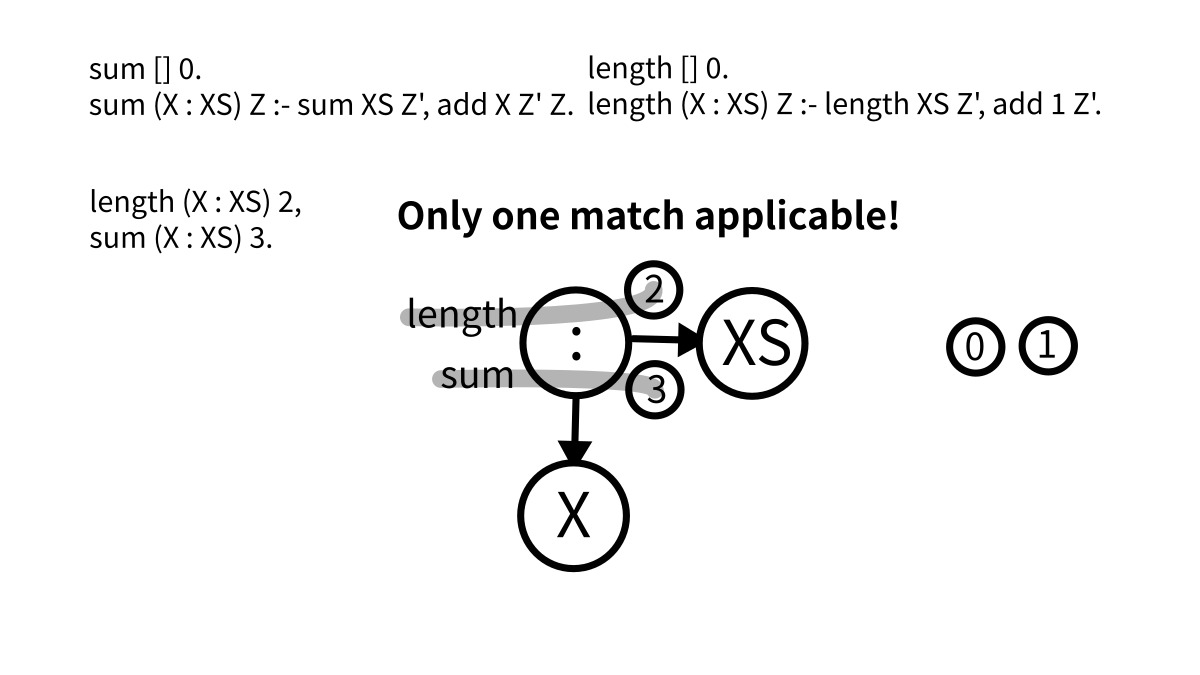 sum [] 0.
sum (X : XS) Z :- sum XS Z', add X Z' Z.
length [] 0.
length (X : XS) Z :- length XS Z', add 1 Z'.
length (X : XS) 2,
sum (X : XS) 3.
Only one match applicable!
length
2
:
XS
sum
3
0
1
X